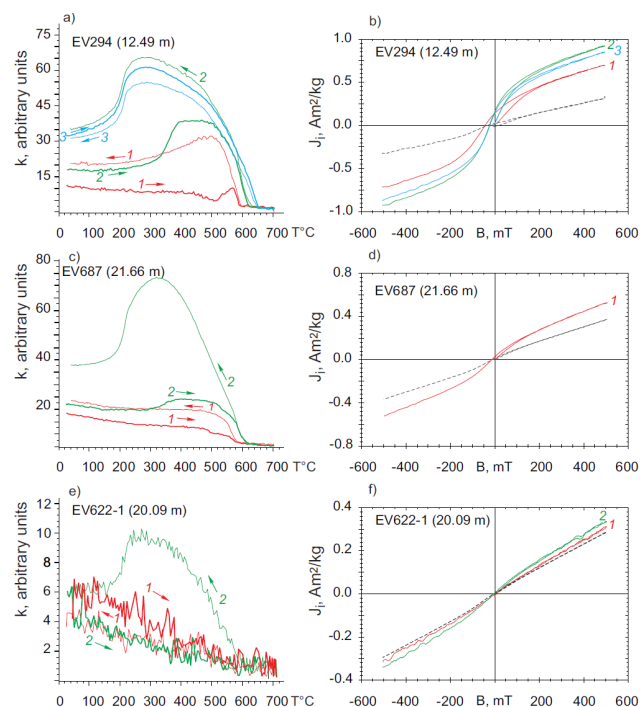 a)
EV294 (12.49 m)
k, arbitrary units
75
60
45
30
15
2
3
3
1
2
1
0 100 200 300 400 500 600 700 T°C
b)
EV294 (12.49 m)
Ji, Am²/kg
1.0
0.5
0.0
-0.5
-1.0
2
3
1
-600 -400 -200 0 200 400 600
B, mT
c)
EV687 (21.66 m)
k, arbitrary units
80
60
40
20
2
2
1
1
0 100 200 300 400 500 600 700 T°C
d)
EV687 (21.66 m)
Ji, Am²/kg
0.8
0.4
0.0
-0.4
-0.8
1
-600 -400 -200 0 200 400 600
B, mT
e)
EV622-1 (20.09 m)
k, arbitrary units
12
10
8
6
4
2
1
2
1
2
0 100 200 300 400 500 600 700 T°C
f)
EV622-1 (20.09 m)
Ji, Am²/kg
0.4
0.2
0.0
-0.2
-0.4
2
1
-600 -400 -200 0 200 400 600
B, mT